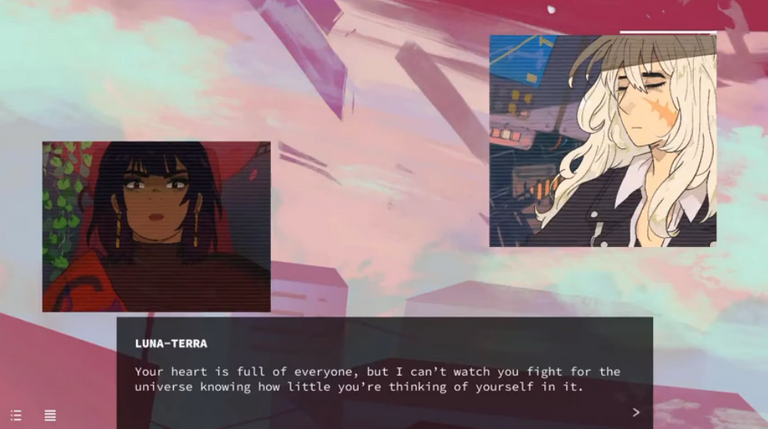 LUNA-TERRA
Your heart is full of everyone, but I can’t watch you fight for the
universe knowing how little you’re thinking of yourself in it.